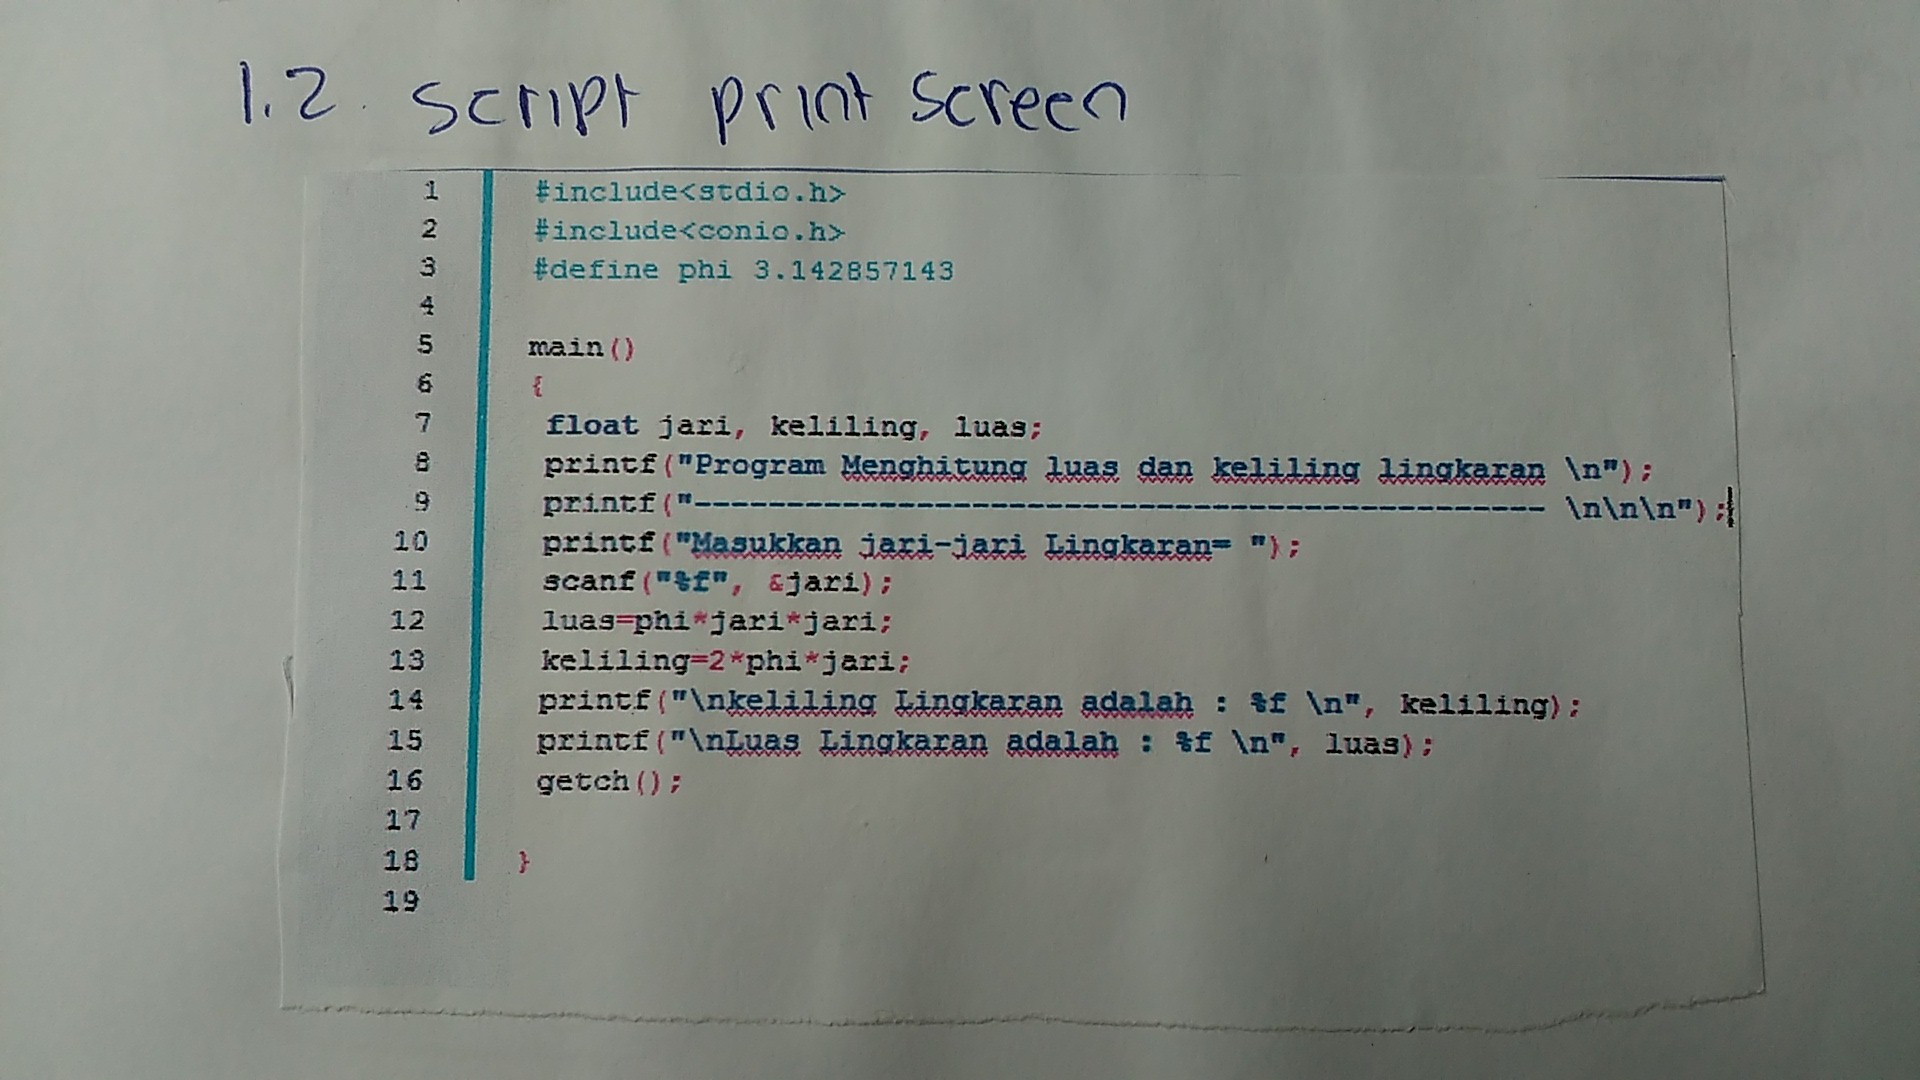 1.2. script print screen
1 #include<stdio.h>
2 #include<conio.h>
3 #define phi 3.142857143
4
5 main()
6 {
7 float jari, keliling, luas;
8 printf("Program Menghitung luas dan keliling lingkaran \n");
9 printf("---------------------------------------------- \n\n\n");
10 printf("Masukkan jari-jari Lingkaran= ");
11 scanf("%f", &jari);
12 luas=phi*jari*jari;
13 keliling=2*phi*jari;
14 printf("\nkeliling Lingkaran adalah : %f \n", keliling);
15 printf("\nLuas Lingkaran adalah : %f \n", luas);
16 getch();
17
18 }
19